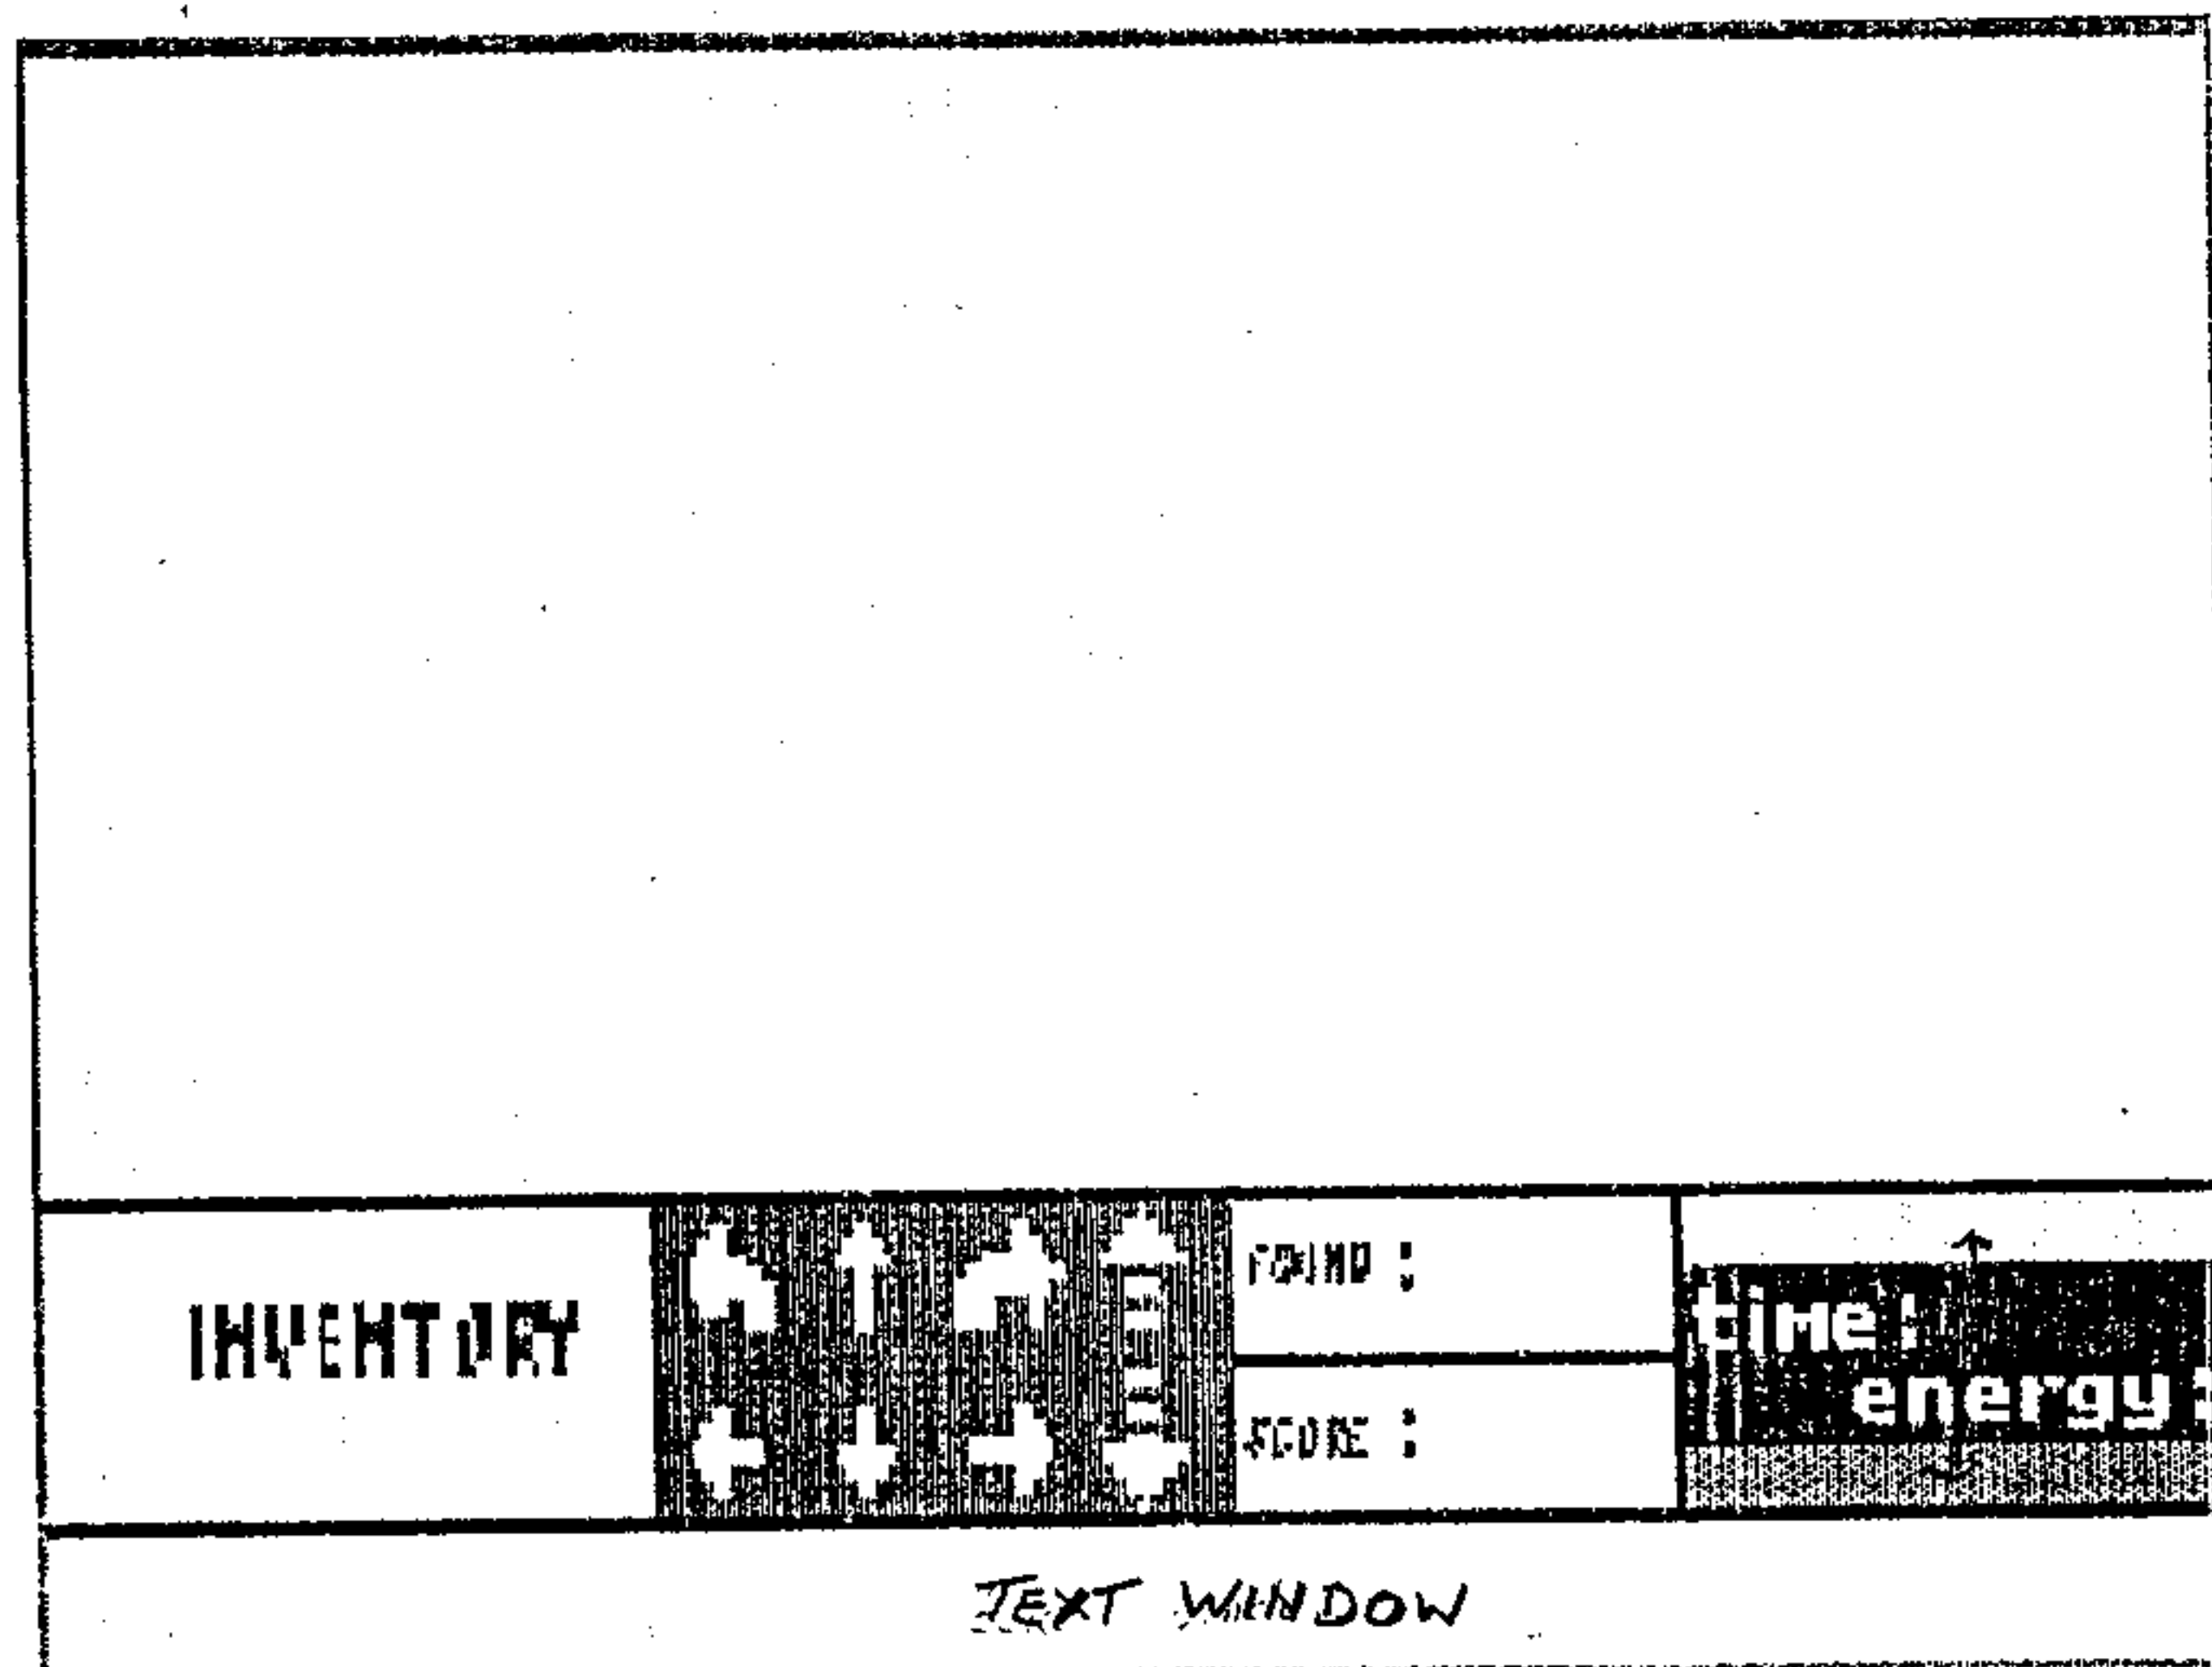 INVENTORY
FOUND :
SCORE :
time:
energy:
TEXT WINDOW